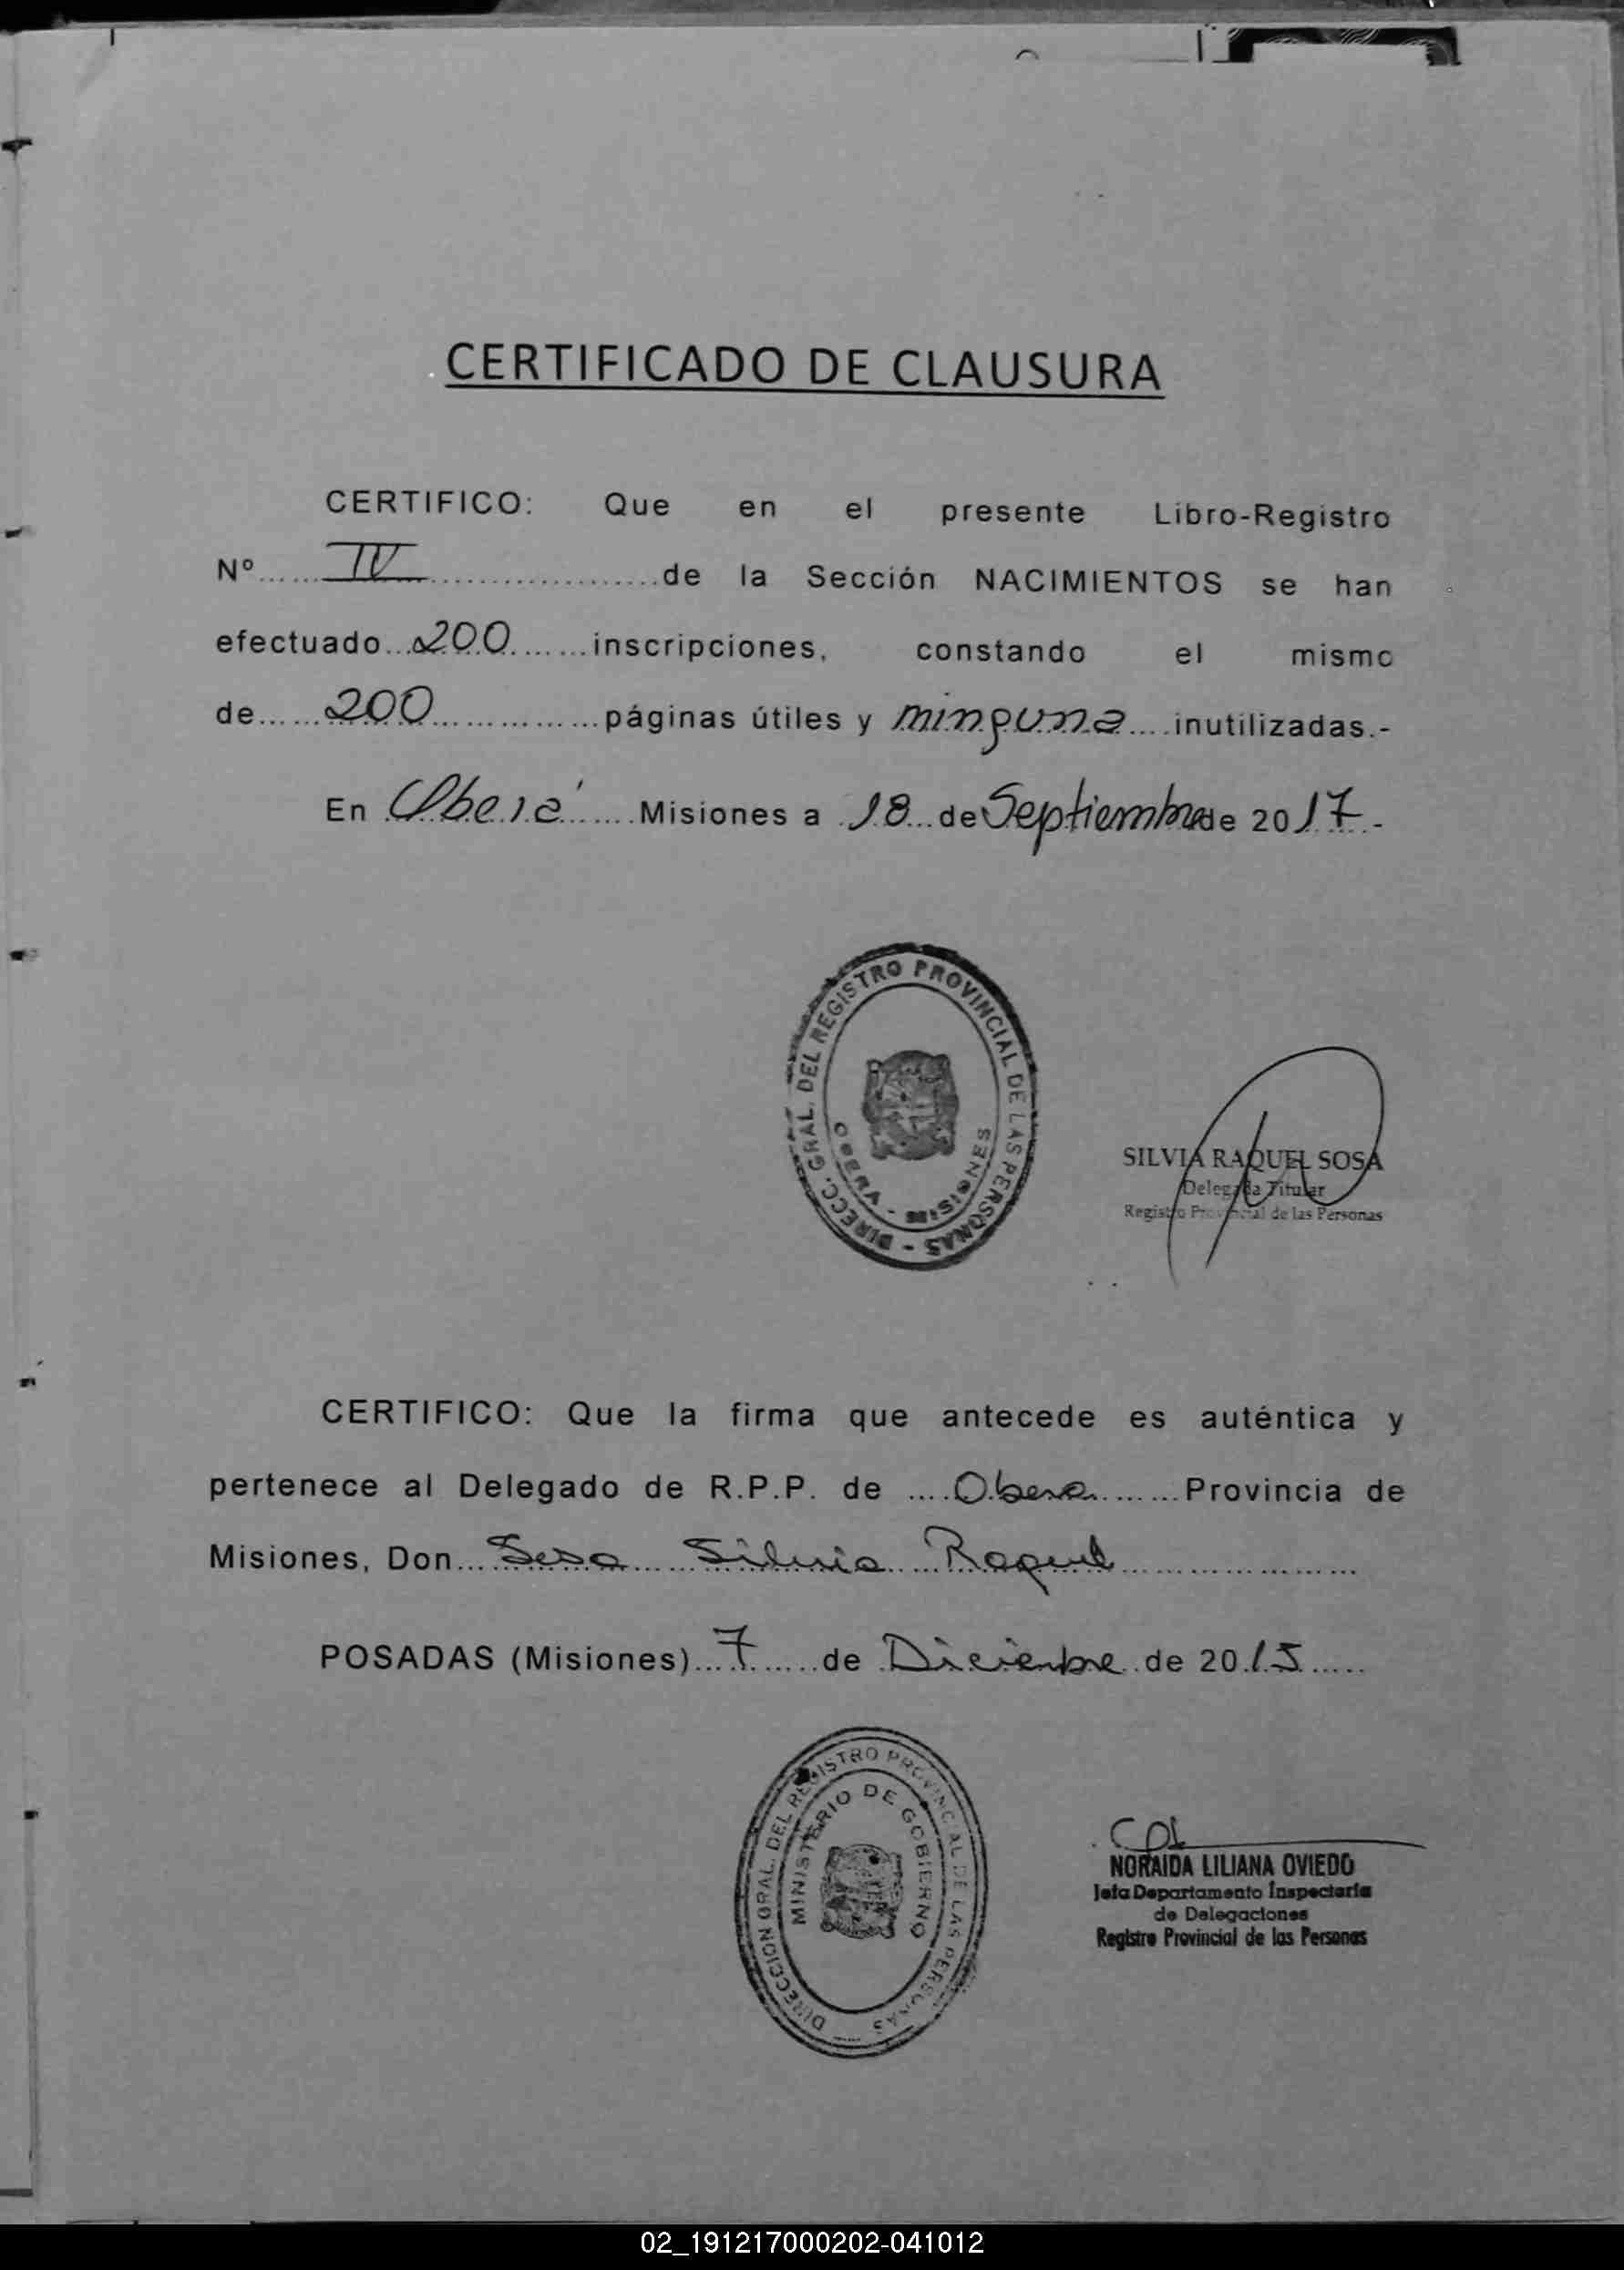 CERTIFICADO DE CLAUSURA
CERTIFICO: Que en el presente Libro-Registro
Nº...... IV ....................de la Sección NACIMIENTOS se han
efectuado...200........inscripciones, constando el mismo
de......200...............páginas útiles y ninguna....inutilizadas.-
En Oberá.......Misiones a 18...de Septiembre de 2017.-
DIRECC. GRAL. DEL REGISTRO PROVINCIAL DE LAS PERSONAS -
OBERA - MISIONES
SILVIA RAQUEL SOSA
Delegada Titular
Registro Provincial de las Personas
CERTIFICO: Que la firma que antecede es auténtica y
pertenece al Delegado de R.P.P. de ....Obera........Provincia de
Misiones, Don...Sosa Silvia Raquel....................
POSADAS (Misiones)...7......de Diciembre de 2015.....
DIRECCION GRAL. DEL REGISTRO PROVINCIAL DE LAS PERSONAS
MINISTERIO DE GOBIERNO
NORAIDA LILIANA OVIEDO
Jefa Departamento Inspectoría
de Delegaciones
Registro Provincial de las Personas
02_191217000202-041012